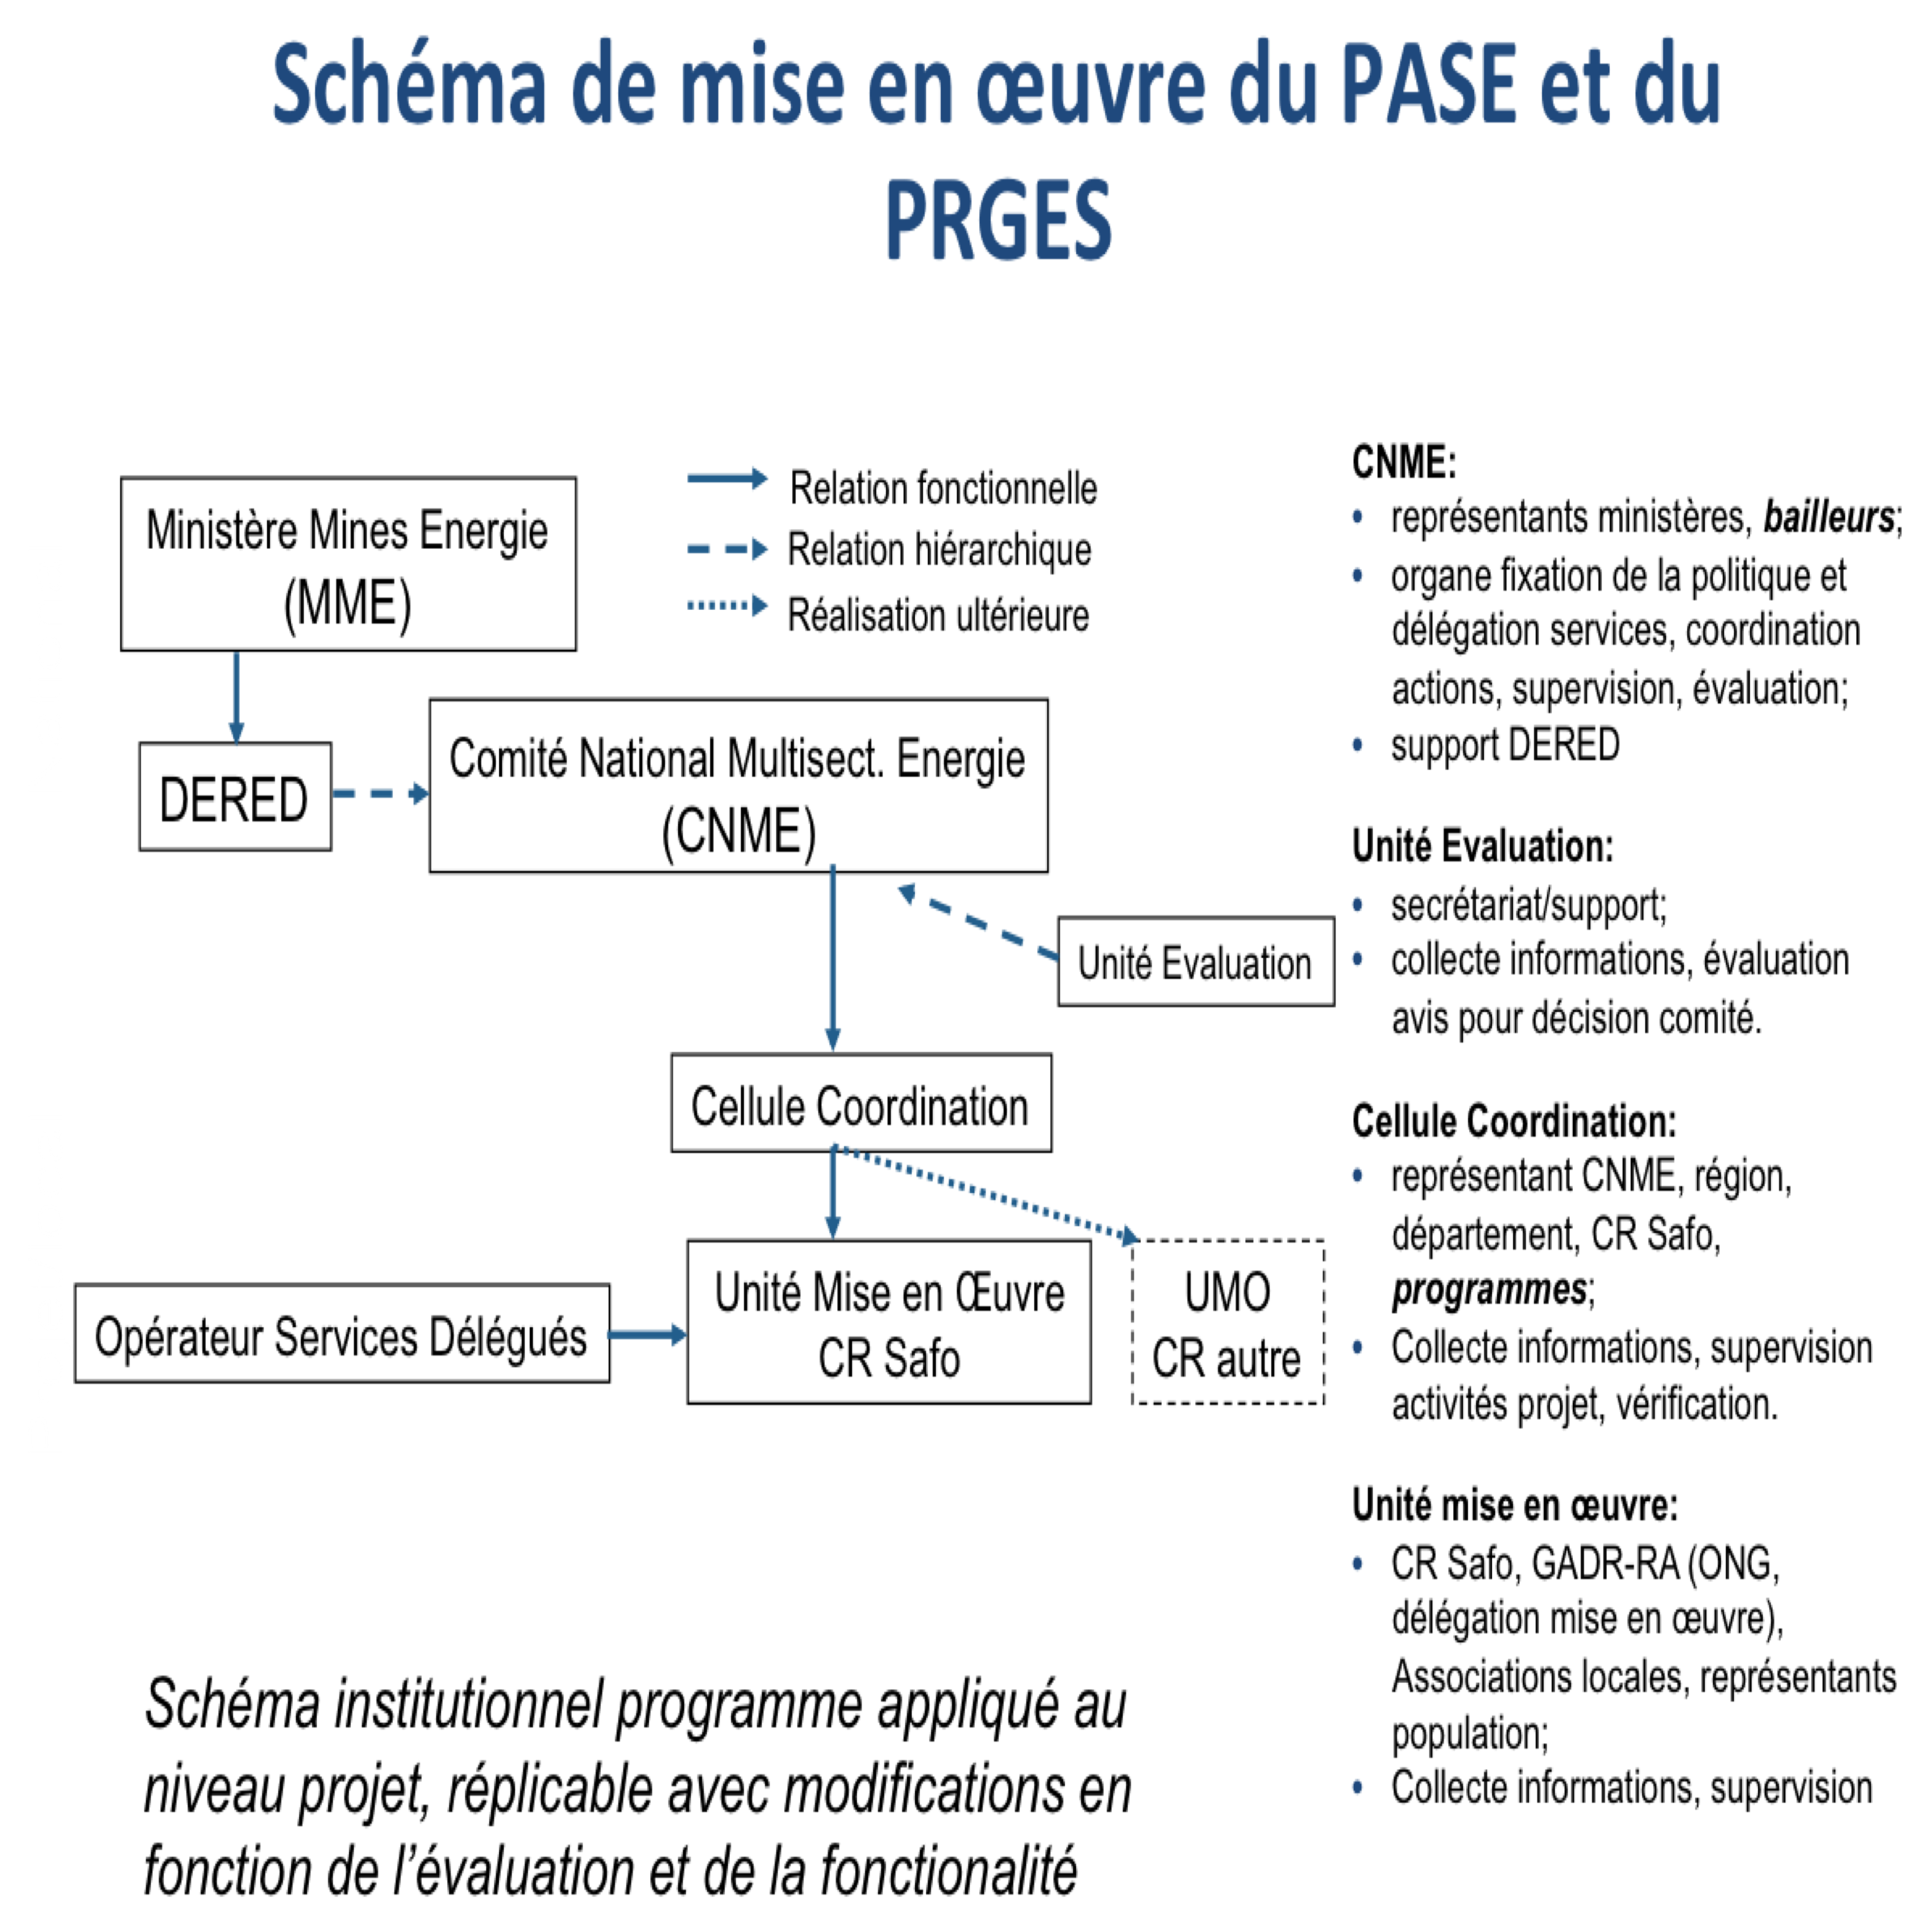 Schéma de mise en œuvre du PASE et du
PRGES
Ministère Mines Energie
(MME)
Relation fonctionnelle
Relation hiérarchique
Réalisation ultérieure
DERED
Comité National Multisect. Energie
(CNME)
Unité Evaluation
Cellule Coordination
Opérateur Services Délégués
Unité Mise en Œuvre
CR Safo
UMO
CR autre
Schéma institutionnel programme appliqué au
niveau projet, réplicable avec modifications en
fonction de l'évaluation et de la fonctionalité
CNME:
• représentants ministères, bailleurs;
• organe fixation de la politique et
délégation services, coordination
actions, supervision, évaluation;
• support DERED
Unité Evaluation:
• secrétariat/support;
• collecte informations, évaluation
avis pour décision comité.
Cellule Coordination:
• représentant CNME, région,
département, CR Safo,
programmes;
• Collecte informations, supervision
activités projet, vérification.
Unité mise en œuvre:
• CR Safo, GADR-RA (ONG,
délégation mise en œuvre),
Associations locales, représentants
population;
• Collecte informations, supervision